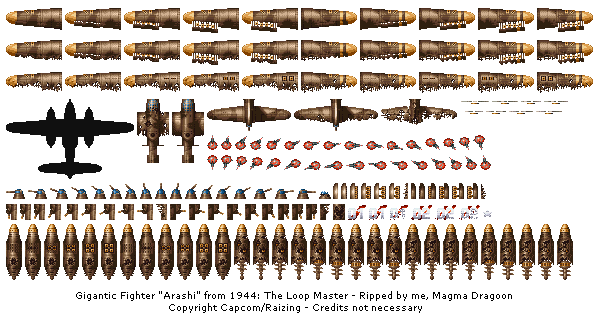 Gigantic Fighter "Arashi" from 1944: The Loop Master - Ripped by me, Magma Dragoon
Copyright Capcom/Raizing - Credits not necessary